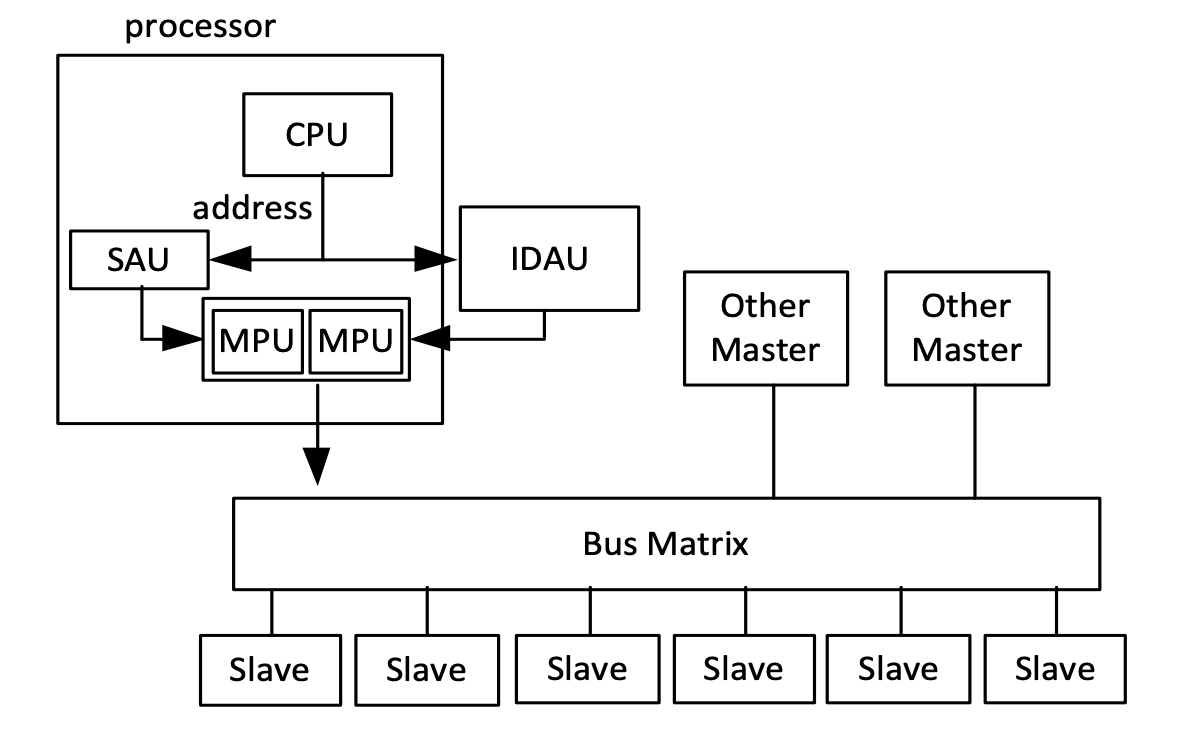 processor
CPU
address
SAU
IDAU
MPU MPU
Other
Master
Other
Master
Bus Matrix
Slave Slave Slave Slave Slave Slave